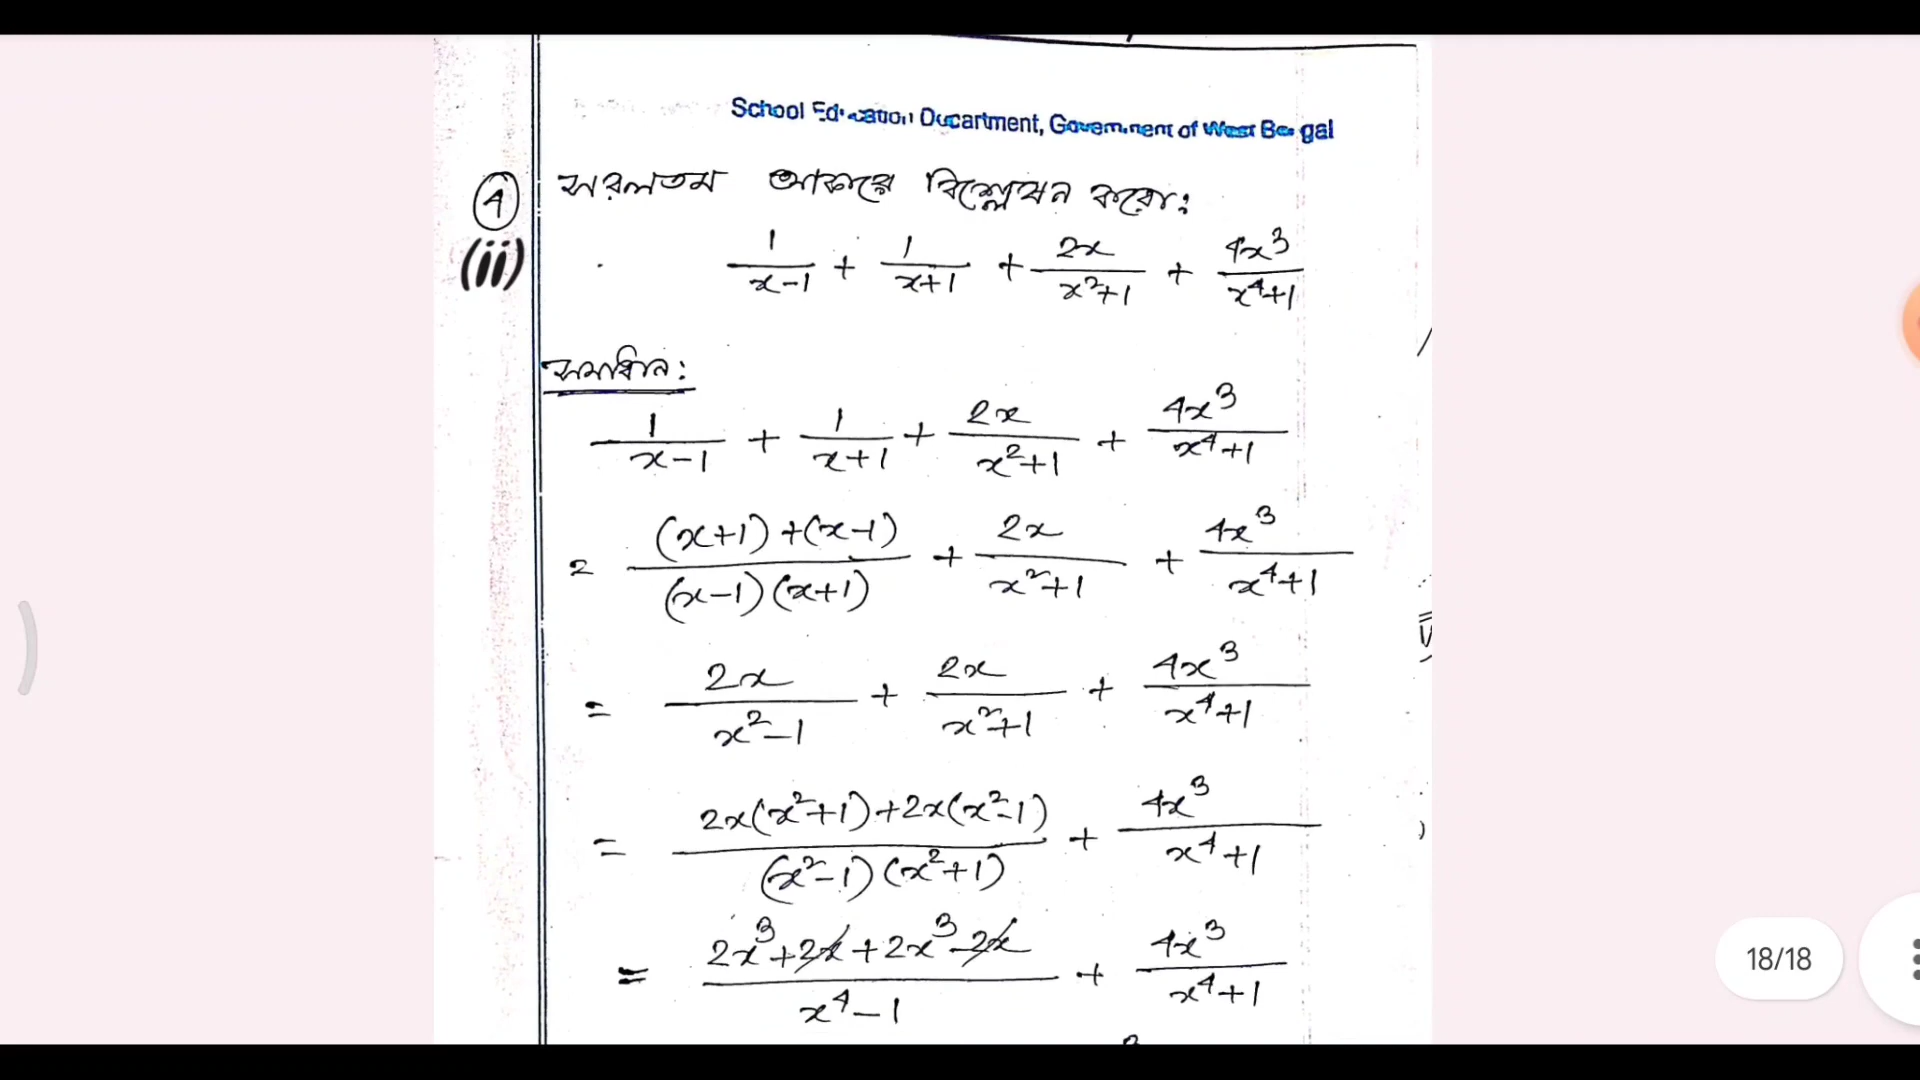 School Education Department, Government of West Bengal
4 সরলতম আকারে বিশ্লেষন করো:
(ii) 1/(x-1) + 1/(x+1) + 2x/(x²+1) + 4x³/(x⁴+1)
সমাধান:
1/(x-1) + 1/(x+1) + 2x/(x²+1) + 4x³/(x⁴+1)
= ((x+1)+(x-1))/((x-1)(x+1)) + 2x/(x²+1) + 4x³/(x⁴+1)
= 2x/(x²-1) + 2x/(x²+1) + 4x³/(x⁴+1)
= (2x(x²+1)+2x(x²-1))/((x²-1)(x²+1)) + 4x³/(x⁴+1)
= (2x³+2x+2x³-2x)/(x⁴-1) + 4x³/(x⁴+1)
18/18